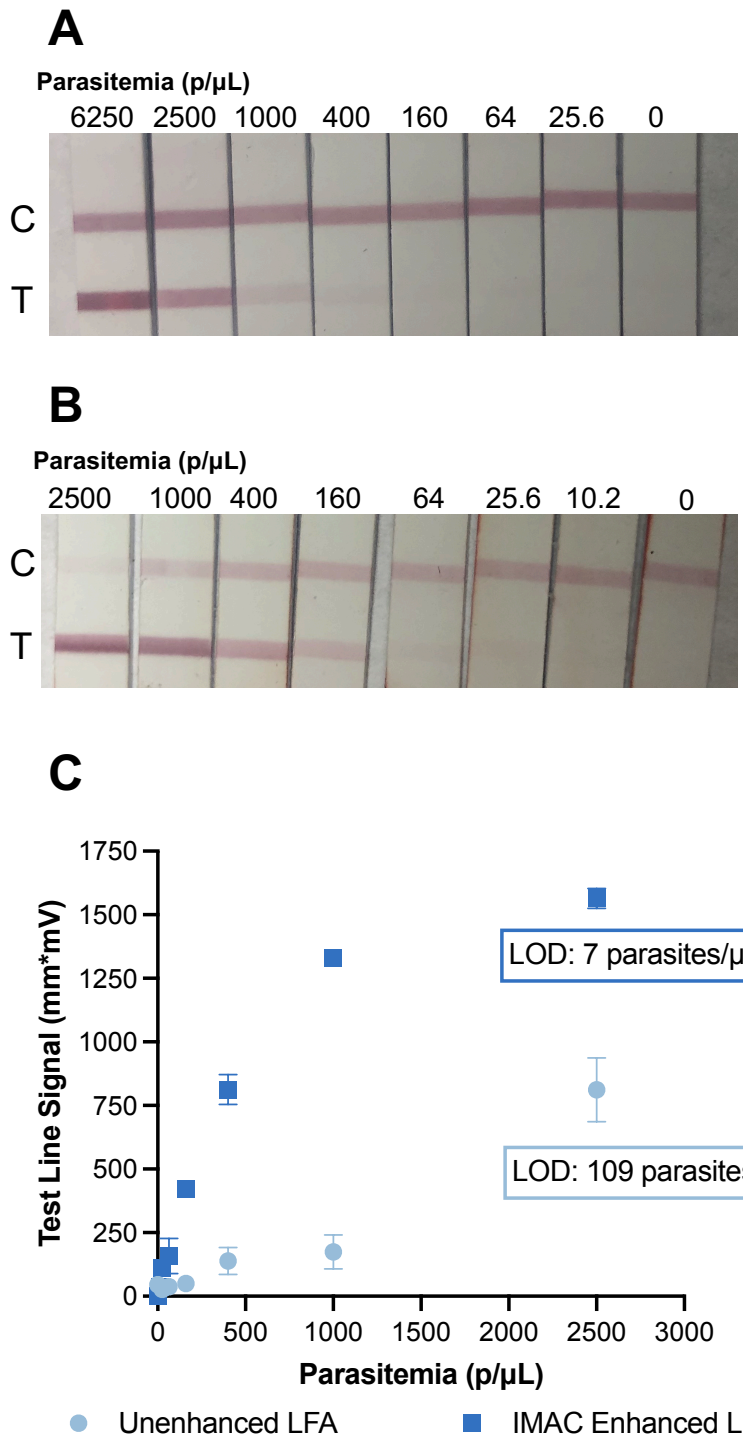 A
Parasitemia (p/µL)
6250 2500 1000 400 160 64 25.6 0
C
T
B
Parasitemia (p/µL)
2500 1000 400 160 64 25.6 10.2 0
C
T
C
1750
1500
1250
1000
750
500
250
0
Test Line Signal (mm*mV)
LOD: 7 parasites/µ
LOD: 109 parasites
0 500 1000 1500 2000 2500 3000
Parasitemia (p/µL)
Unenhanced LFA IMAC Enhanced L